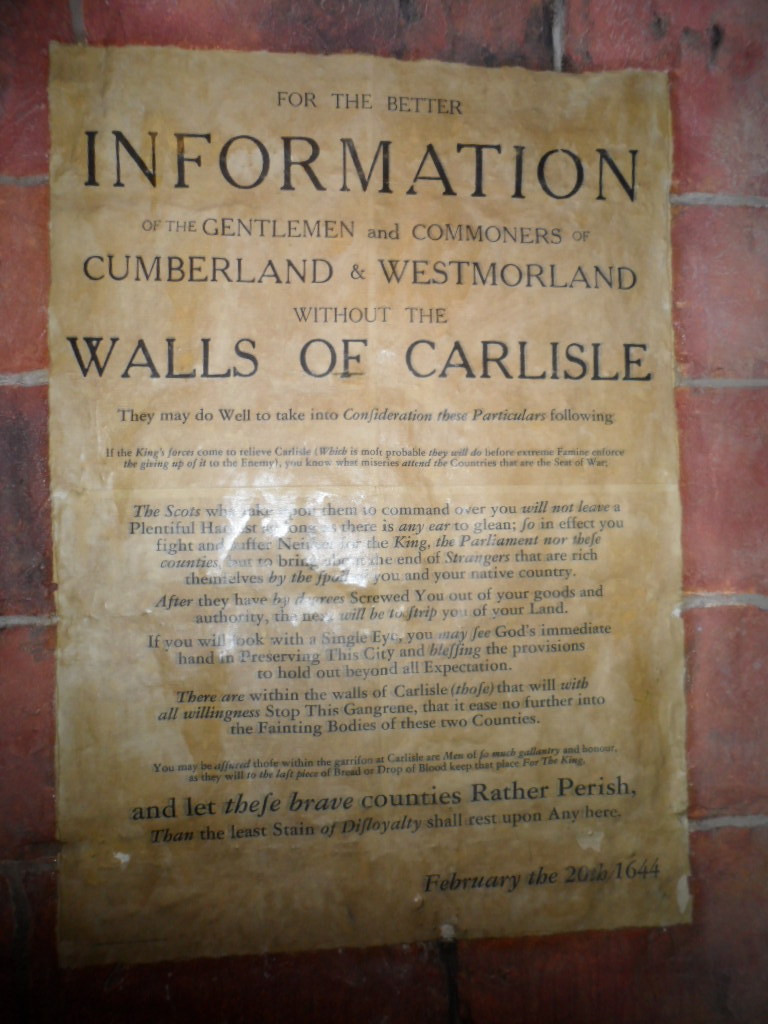 FOR THE BETTER
INFORMATION
OF THE GENTLEMEN and COMMONERS OF
CUMBERLAND & WESTMORLAND
WITHOUT THE
WALLS OF CARLISLE
They may do Well to take into Conſideration theſe Particulars following
If the King's forces come to relieve Carlisle (Which is moſt probable they will do before extreme Famine enforce
the giving up of it to the Enemy), you know what miseries attend the Countries that are the Seat of War;
The Scots who take upon them to command over you will not leave a
Plentiful Harvest as long as there is any ear to glean; ſo in effect you
fight and suffer Neither for the King, the Parliament nor theſe
counties, but to bring about the end of Strangers that are rich
themſelves by the ſpoil you and your native country.
After they have by degrees Screwed You out of your goods and
authority, the next will be to ſtrip you of your Land.
If you will look with a Single Eye, you may ſee God's immediate
hand in Preserving This City and bleſſing the provisions
to hold out beyond all Expectation.
There are within the walls of Carlisle (thoſe) that will with
all willingness Stop This Gangrene, that it ease no further into
the Fainting Bodies of these two Counties.
You may be aſſured thoſe within the garriſon at Carlisle are Men of ſo much gallantry and honour,
as they will to the laſt piece of Bread or Drop of Blood keep that place For The King,
and let theſe brave counties Rather Perish,
Than the least Stain of Diſloyalty shall rest upon Any here.
February the 20th 1644